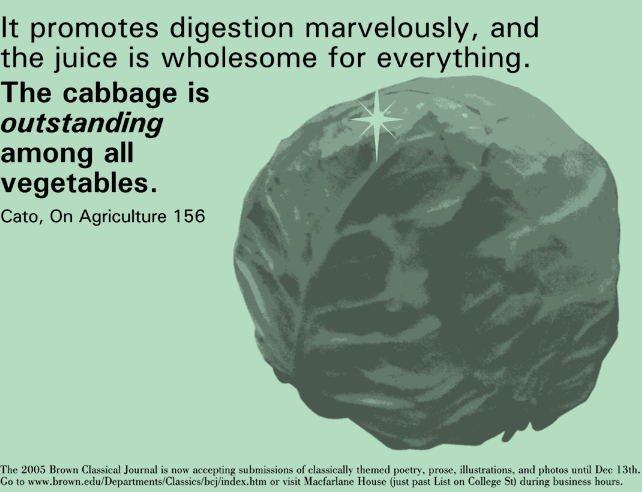 It promotes digestion marvelously, and
the juice is wholesome for everything.
The cabbage is
outstanding
among all
vegetables.
Cato, On Agriculture 156
The 2005 Brown Classical Journal is now accepting submissions of classically themed poetry, prose, illustrations, and photos until Dec 13th.
Go to www.brown.edu/Departments/Classics/bcj/index.htm or visit Macfarlane House (just past List on College St) during business hours.